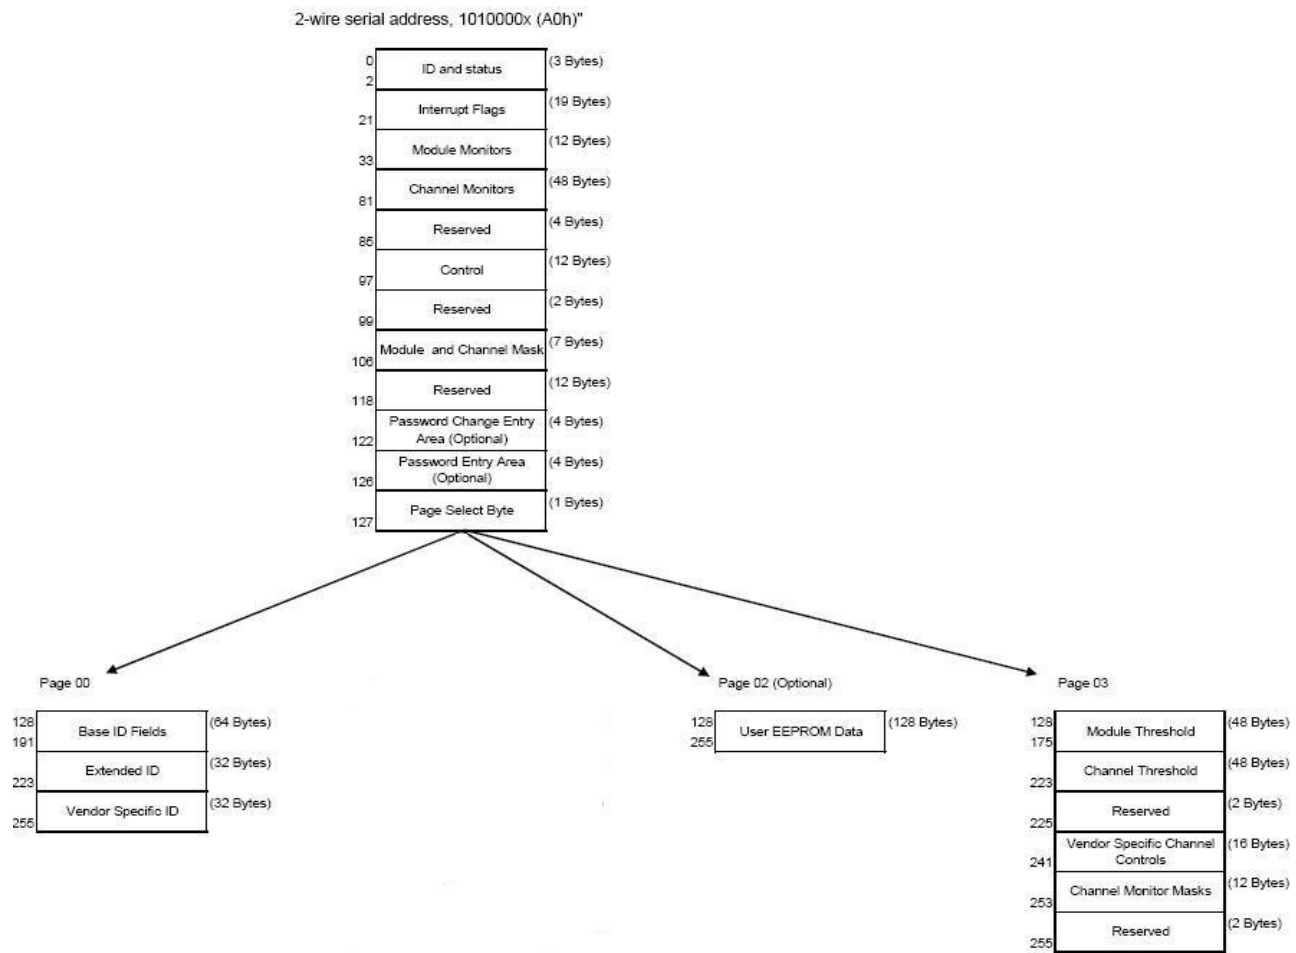 2-wire serial address, 1010000x (A0h)"
0
ID and status
(3 Bytes)
2
Interrupt Flags
(19 Bytes)
21
Module Monitors
(12 Bytes)
33
Channel Monitors
(48 Bytes)
81
Reserved
(4 Bytes)
85
Control
(12 Bytes)
97
Reserved
(2 Bytes)
99
Module and Channel Mask
(7 Bytes)
106
Reserved
(12 Bytes)
118
Password Change Entry
Area (Optional)
(4 Bytes)
122
Password Entry Area
(Optional)
(4 Bytes)
126
Page Select Byte
(1 Bytes)
127
Page 00
128
Base ID Fields
(64 Bytes)
191
Extended ID
(32 Bytes)
223
Vendor Specific ID
(32 Bytes)
255
Page 02 (Optional)
128
User EEPROM Data
(128 Bytes)
255
Page 03
128
Module Threshold
(48 Bytes)
175
Channel Threshold
(48 Bytes)
223
Reserved
(2 Bytes)
225
Vendor Specific Channel
Controls
(16 Bytes)
241
Channel Monitor Masks
(12 Bytes)
253
Reserved
(2 Bytes)
255